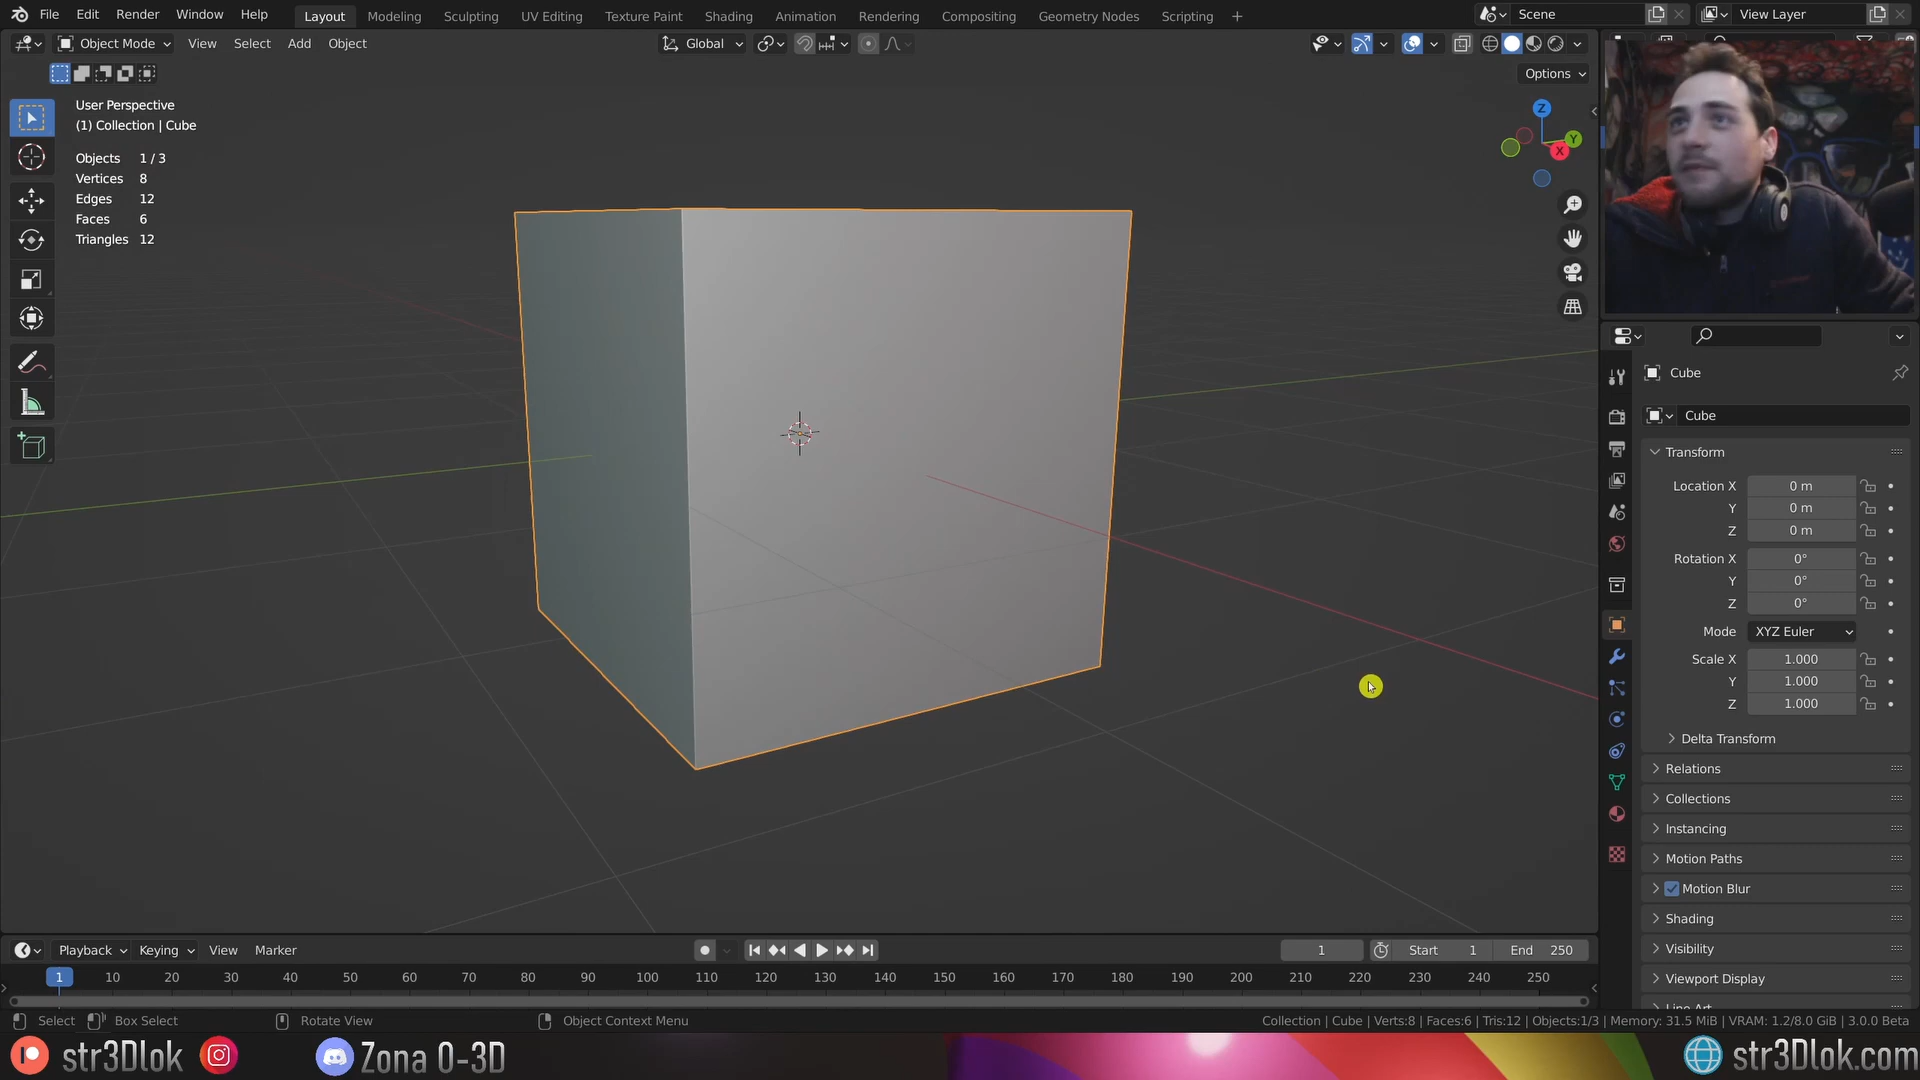 File Edit Render Window Help Layout Modeling Sculpting UV Editing Texture Paint Shading Animation Rendering Compositing Geometry Nodes Scripting + Scene View Layer
Object Mode View Select Add Object Global
Options
User Perspective
(1) Collection | Cube
Objects 1 / 3
Vertices 8
Edges 12
Faces 6
Triangles 12
Z
Y
X
Cube
Cube
Transform
Location X 0 m
Y 0 m
Z 0 m
Rotation X 0°
Y 0°
Z 0°
Mode XYZ Euler
Scale X 1.000
Y 1.000
Z 1.000
Delta Transform
Relations
Collections
Instancing
Motion Paths
Motion Blur
Shading
Visibility
Viewport Display
Line Art
Playback Keying View Marker 1 Start 1 End 250
1 10 20 30 40 50 60 70 80 90 100 110 120 130 140 150 160 170 180 190 200 210 220 230 240 250
Select Box Select Rotate View Object Context Menu Collection | Cube | Verts:8 | Faces:6 | Tris:12 | Objects:1/3 | Memory: 31.5 MiB | VRAM: 1.2/8.0 GiB | 3.0.0 Beta
str3Dlok Zona 0-3D str3Dlok.com